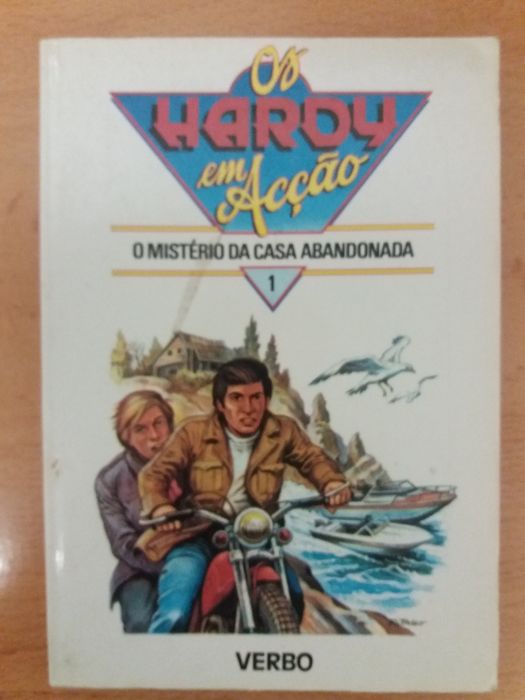 Os
HARDY
em Acção
O MISTÉRIO DA CASA ABANDONADA
1
VERBO